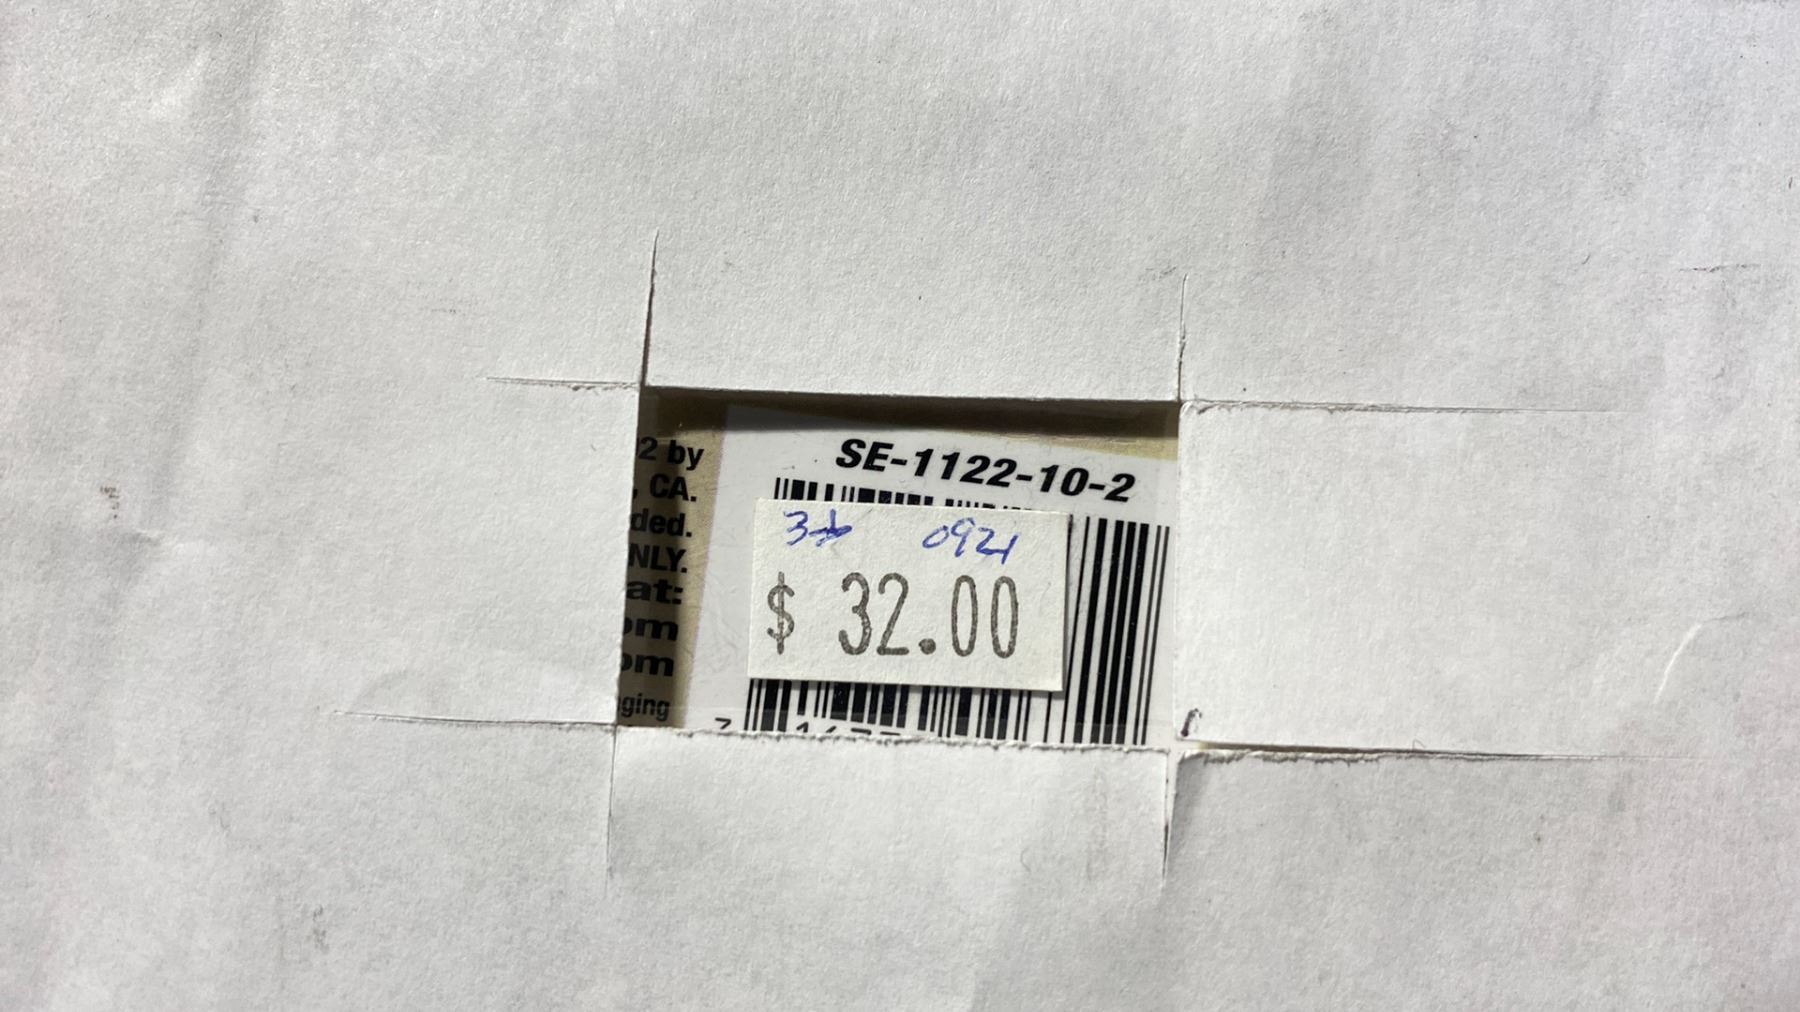 2 by
, CA.
ded.
NLY.
at:
om
om
ging
SE-1122-10-2
0921
$ 32.00